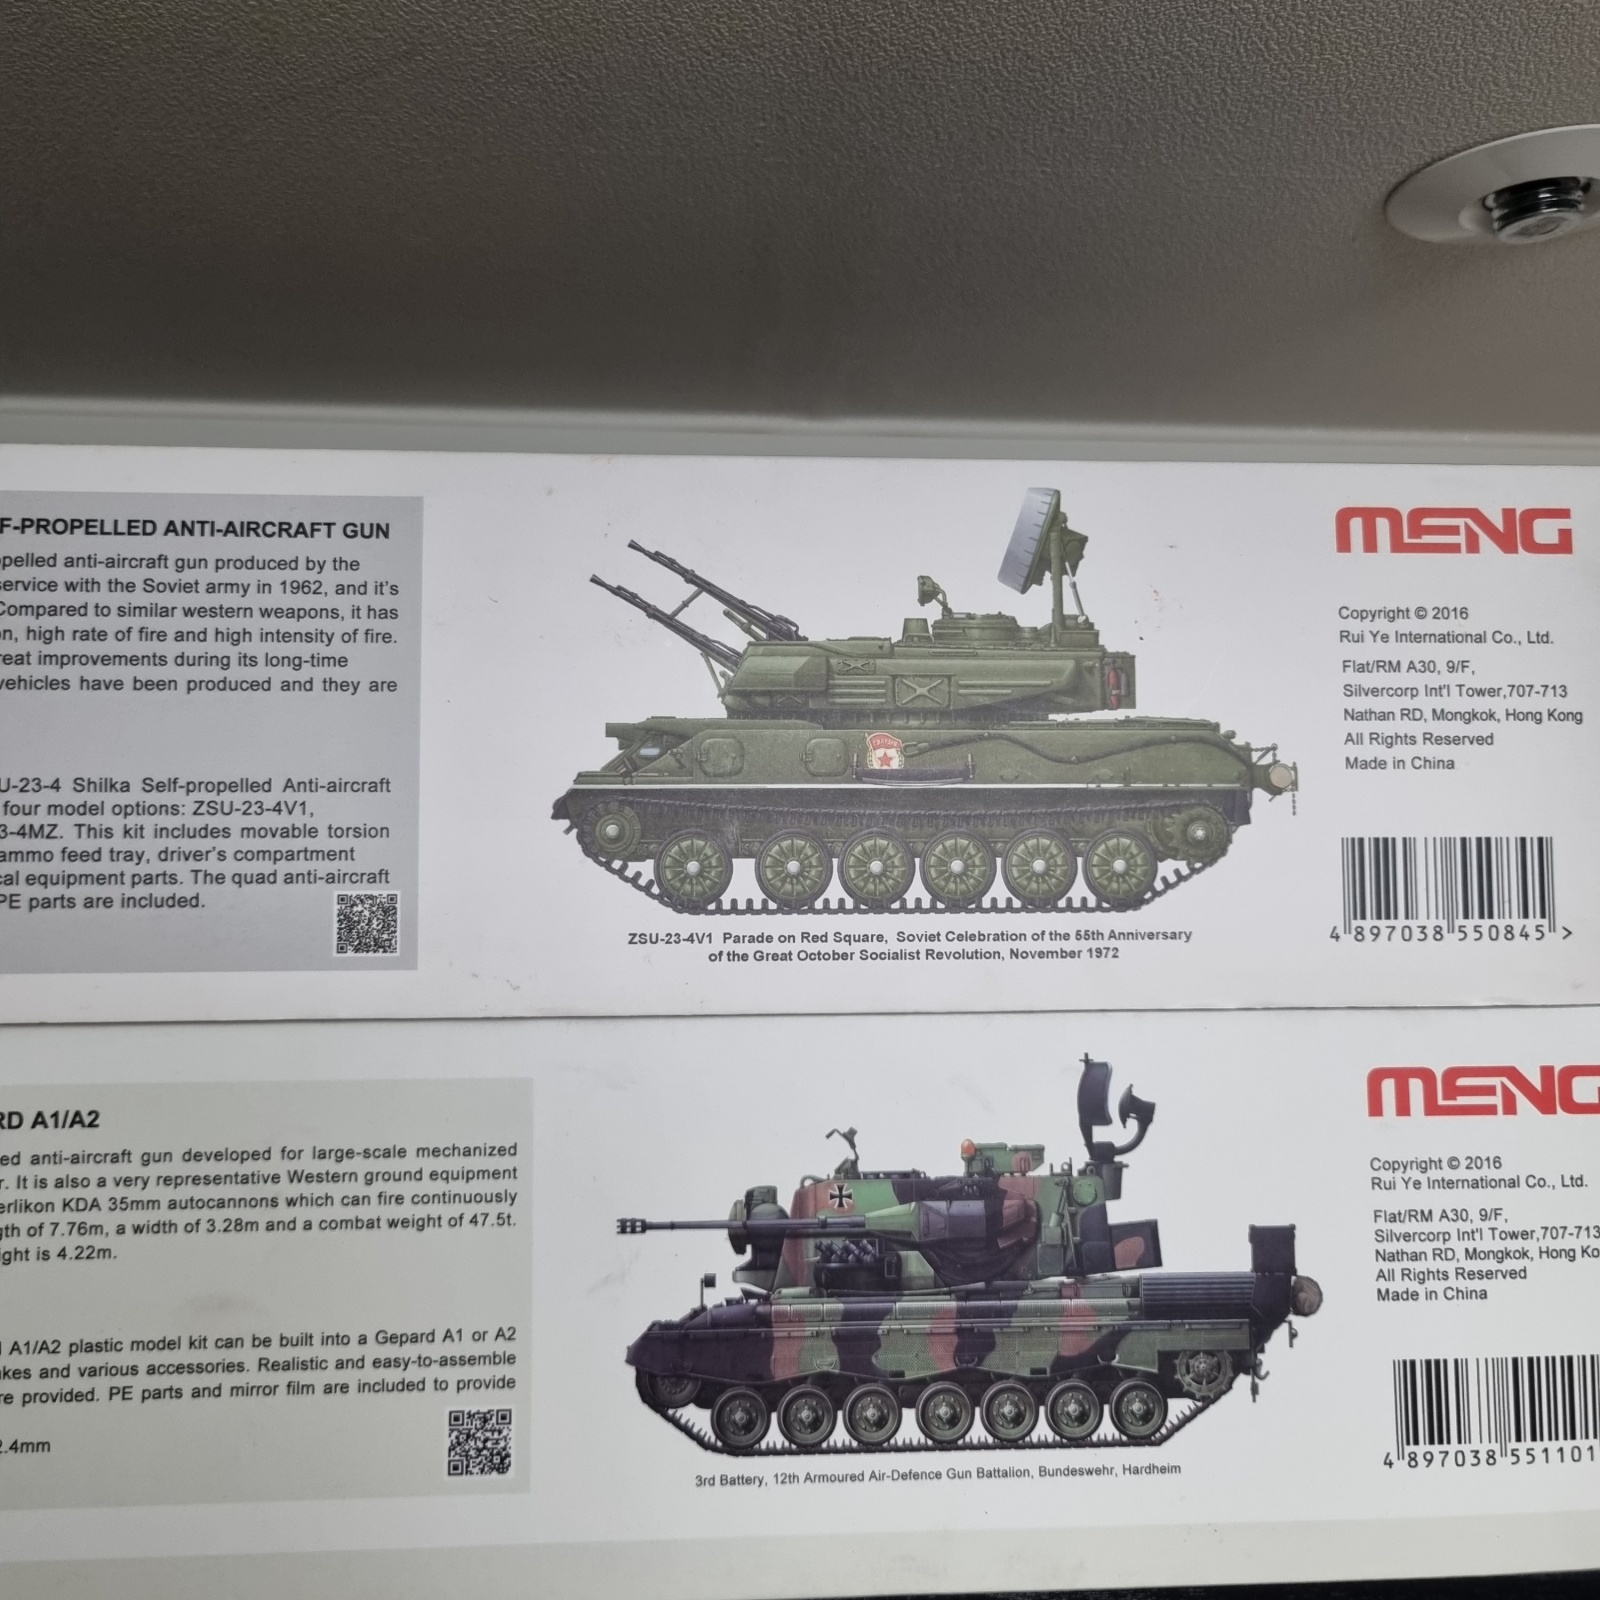 F-PROPELLED ANTI-AIRCRAFT GUN
pelled anti-aircraft gun produced by the
service with the Soviet army in 1962, and it's
Compared to similar western weapons, it has
n, high rate of fire and high intensity of fire.
reat improvements during its long-time
vehicles have been produced and they are
U-23-4 Shilka Self-propelled Anti-aircraft
four model options: ZSU-23-4V1,
3-4MZ. This kit includes movable torsion
ammo feed tray, driver's compartment
cal equipment parts. The quad anti-aircraft
PE parts are included.
ZSU-23-4V1 Parade on Red Square, Soviet Celebration of the 55th Anniversary
of the Great October Socialist Revolution, November 1972
MENG
Copyright © 2016
Rui Ye International Co., Ltd.
Flat/RM A30, 9/F,
Silvercorp Int'l Tower,707-713
Nathan RD, Mongkok, Hong Kong
All Rights Reserved
Made in China
4 897038 550845 >
RD A1/A2
ed anti-aircraft gun developed for large-scale mechanized
r. It is also a very representative Western ground equipment
erlikon KDA 35mm autocannons which can fire continuously
gth of 7.76m, a width of 3.28m and a combat weight of 47.5t.
ight is 4.22m.
A1/A2 plastic model kit can be built into a Gepard A1 or A2
kes and various accessories. Realistic and easy-to-assemble
re provided. PE parts and mirror film are included to provide
2.4mm
3rd Battery, 12th Armoured Air-Defence Gun Battalion, Bundeswehr, Hardheim
MENG
Copyright © 2016
Rui Ye International Co., Ltd.
Flat/RM A30, 9/F,
Silvercorp Int'l Tower,707-713
Nathan RD, Mongkok, Hong Ko
All Rights Reserved
Made in China
4 897038 551101